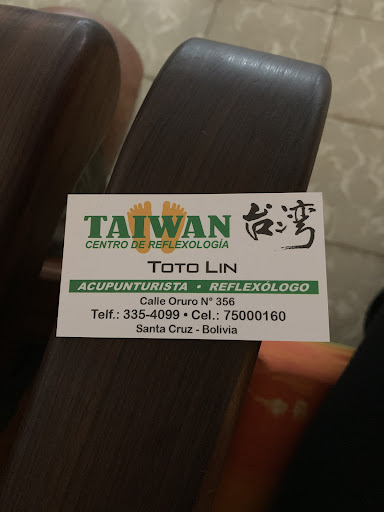 TAIWAN 台湾
CENTRO DE REFLEXOLOGÍA
TOTO LIN
ACUPUNTURISTA • REFLEXÓLOGO
Calle Oruro N° 356
Telf.: 335-4099 • Cel.: 75000160
Santa Cruz - Bolivia